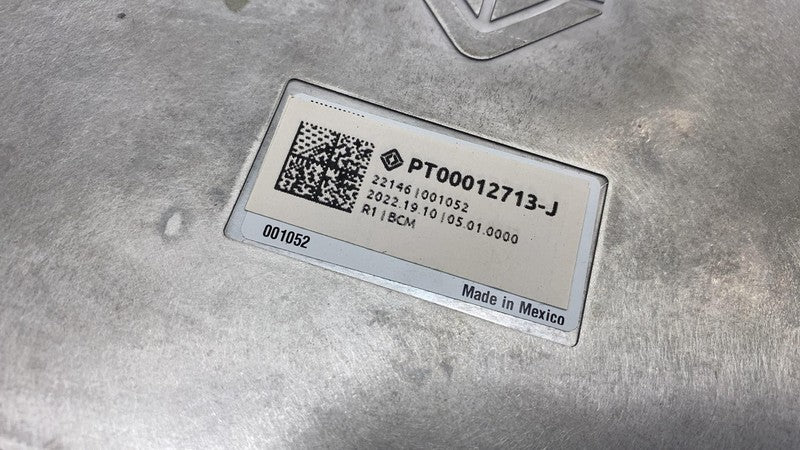 PT00012713-J
22146 | 001052
2022.19.10 | 05.01.0000
R1 | BCM
001052
Made in Mexico